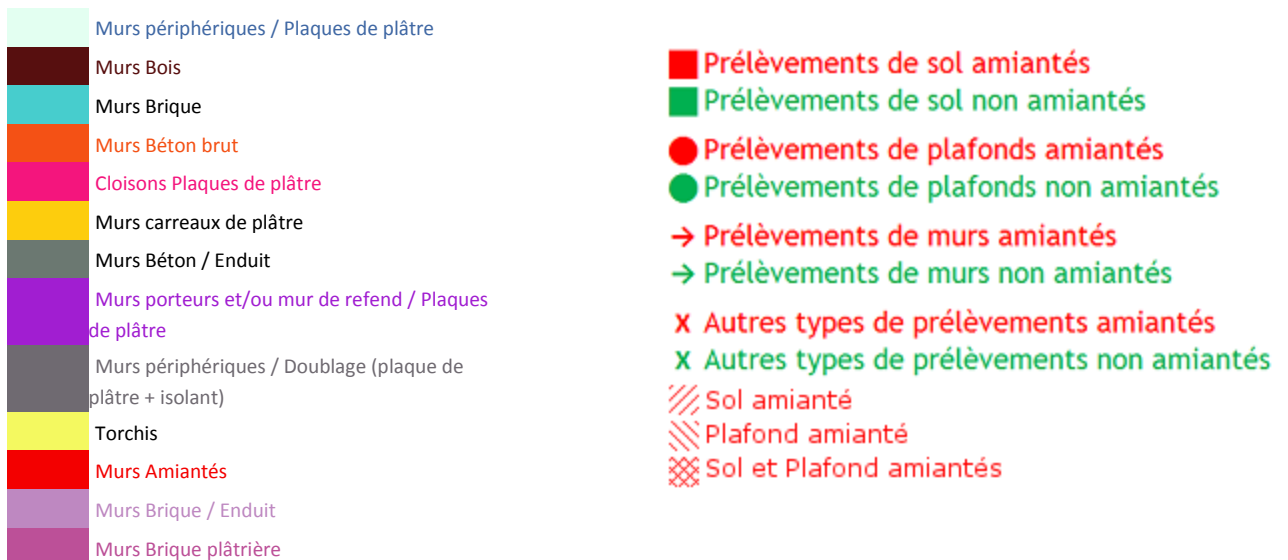 Murs périphériques / Plaques de plâtre
Murs Bois
Murs Brique
Murs Béton brut
Cloisons Plaques de plâtre
Murs carreaux de plâtre
Murs Béton / Enduit
Murs porteurs et/ou mur de refend / Plaques
de plâtre
Murs périphériques / Doublage (plaque de
plâtre + isolant)
Torchis
Murs Amiantés
Murs Brique / Enduit
Murs Brique plâtrière
Prélèvements de sol amiantés
Prélèvements de sol non amiantés
Prélèvements de plafonds amiantés
Prélèvements de plafonds non amiantés
→ Prélèvements de murs amiantés
→ Prélèvements de murs non amiantés
x Autres types de prélèvements amiantés
x Autres types de prélèvements non amiantés
Sol amianté
Plafond amianté
Sol et Plafond amiantés